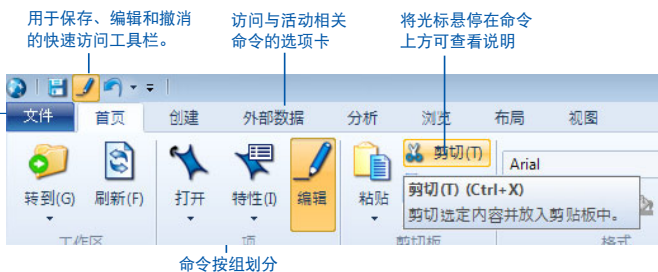 用于保存、编辑和撤消
的快速访问工具栏。
访问与活动相关
命令的选项卡
将光标悬停在命令
上方可查看说明
文件 首页 创建 外部数据 分析 浏览 布局 视图
转到(G) 刷新(F) 打开 特性(I) 编辑 粘贴
剪切(T)
Arial
剪切(T) (Ctrl+X)
剪切选定内容并放入剪贴板中。
工作区 项 剪切板 格式
命令按组划分